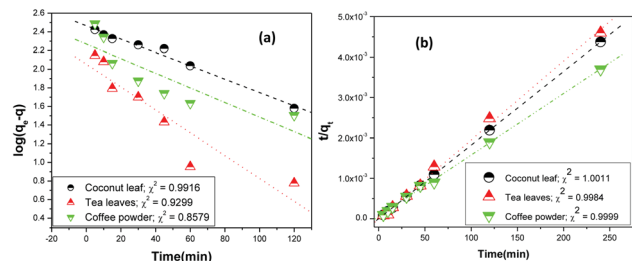 (a)
log(qe-q)
2.6
2.4
2.2
2.0
1.8
1.6
1.4
1.2
1.0
0.8
0.6
0.4
Coconut leaf; χ² = 0.9916
Tea leaves; χ² = 0.9299
Coffee powder; χ² = 0.8579
-20 0 20 40 60 80 100 120
Time(min)
(b)
t/qt
5.0x10⁻³
4.0x10⁻³
3.0x10⁻³
2.0x10⁻³
1.0x10⁻³
0.0
Coconut leaf; χ² = 1.0011
Tea leaves; χ² = 0.9984
Coffee powder; χ² = 0.9999
0 50 100 150 200 250
Time(min)